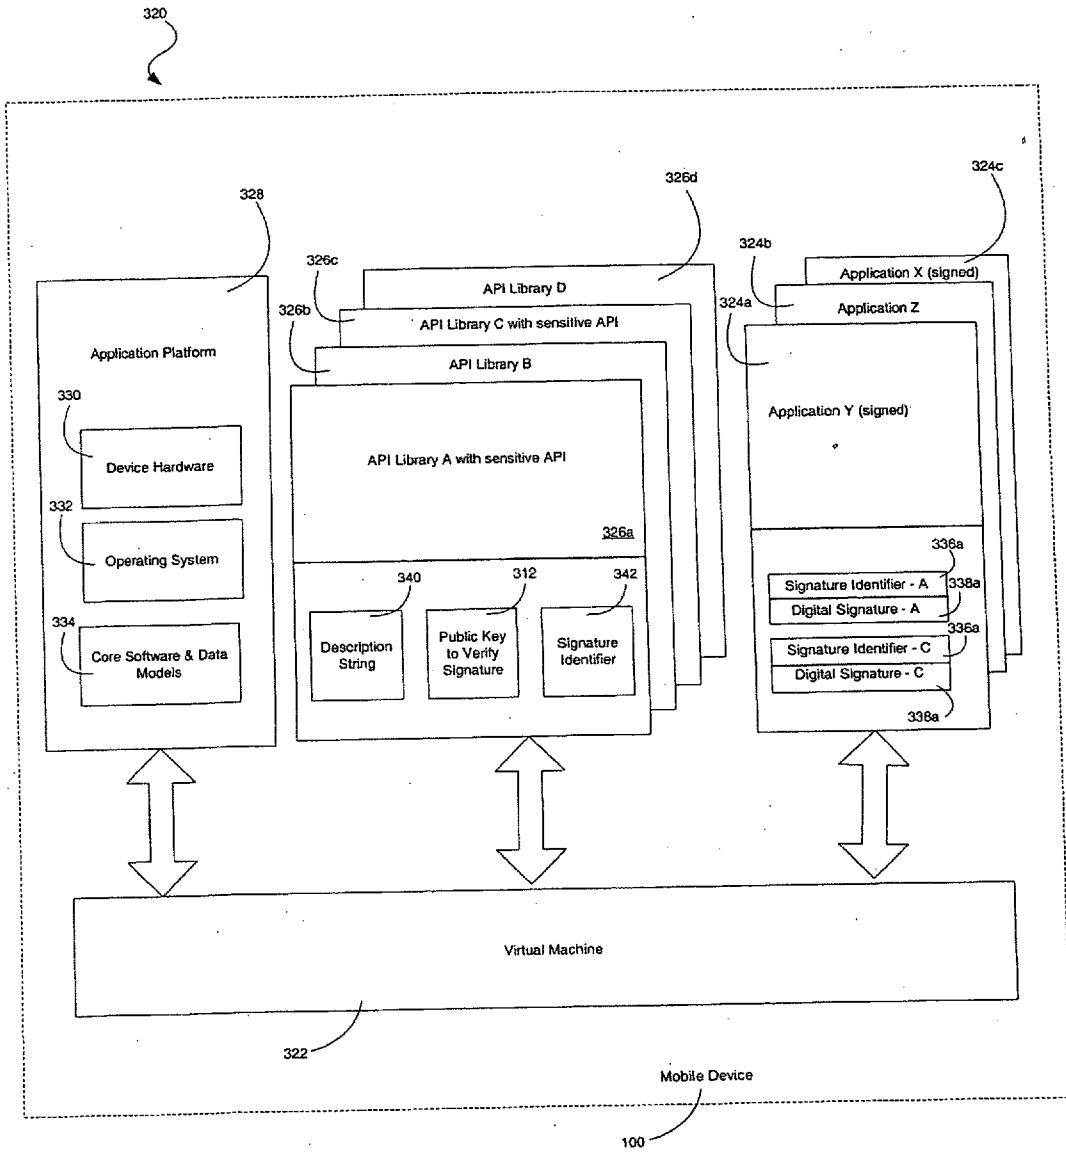 320
328
Application Platform
330
Device Hardware
332
Operating System
334
Core Software & Data
Models
326d
API Library D
326c
API Library C with sensitive API
326b
API Library B
API Library A with sensitive API
326a
340
312
342
Description
String
Public Key
to Verify
Signature
Signature
Identifier
324c
Application X (signed)
324b
Application Z
324a
Application Y (signed)
336a
Signature Identifier - A
338a
Digital Signature - A
336a
Signature Identifier - C
Digital Signature - C
338a
Virtual Machine
322
Mobile Device
100